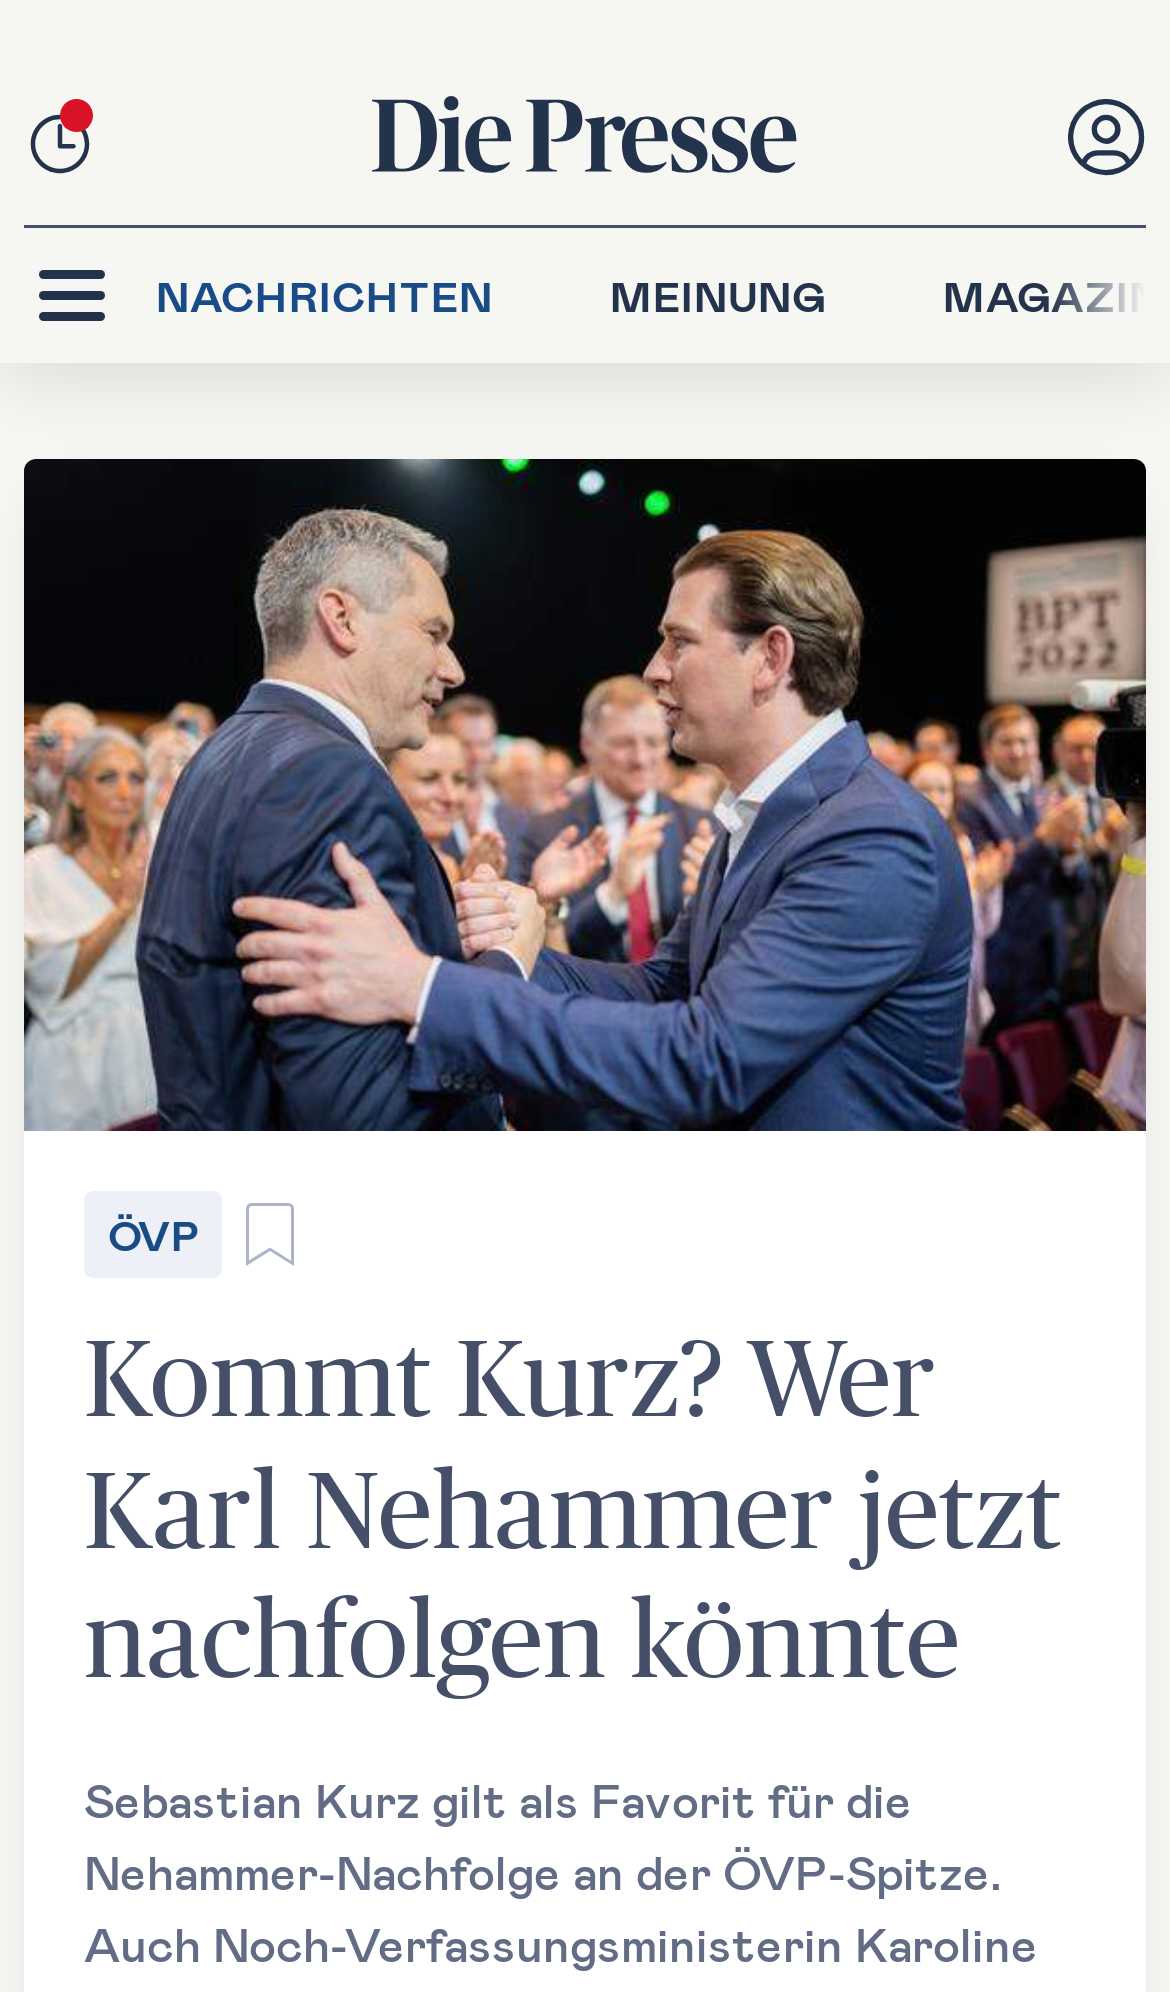 Die Presse
NACHRICHTEN MEINUNG MAGAZIN
BPT
2022
ÖVP
Kommt Kurz? Wer
Karl Nehammer jetzt
nachfolgen könnte
Sebastian Kurz gilt als Favorit für die
Nehammer-Nachfolge an der ÖVP-Spitze.
Auch Noch-Verfassungsministerin Karoline